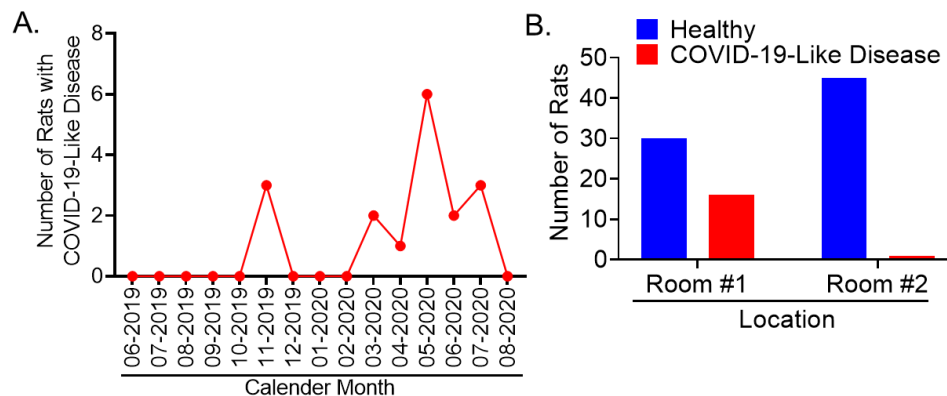 A.
Number of Rats with
COVID-19-Like Disease
8
6
4
2
0
06-2019
07-2019
08-2019
09-2019
10-2019
11-2019
12-2019
01-2020
02-2020
03-2020
04-2020
05-2020
06-2020
07-2020
08-2020
Calender Month
B.
Healthy
COVID-19-Like Disease
Number of Rats
50
40
30
20
10
0
Room #1
Room #2
Location